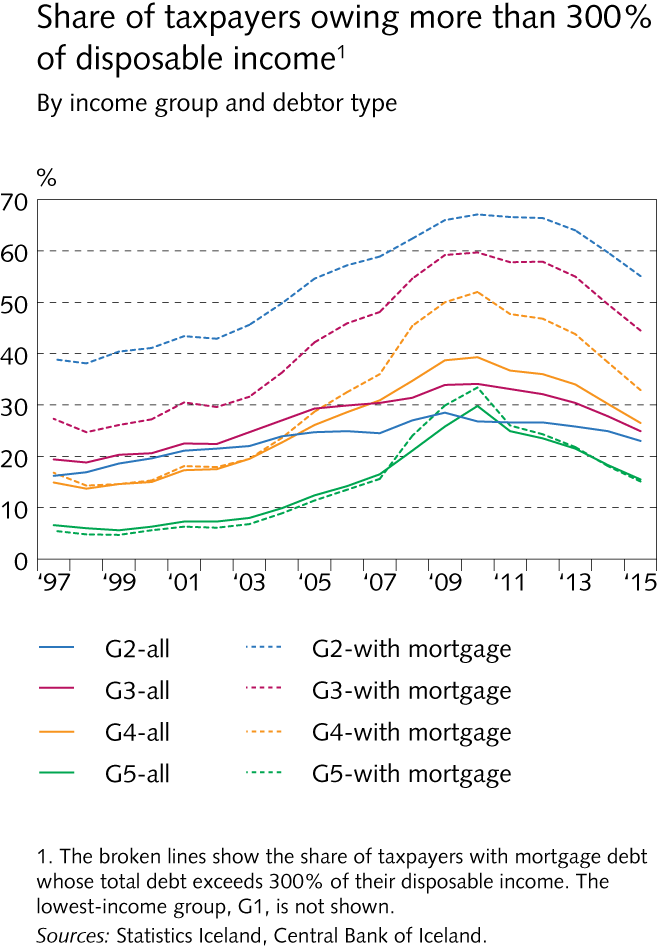 Share of taxpayers owing more than 300%
of disposable income¹
By income group and debtor type
%
70
60
50
40
30
20
10
0
‘97 ‘99 ‘01 ‘03 ‘05 ‘07 ‘09 ‘11 ‘13 ‘15
G2-all G2-with mortgage
G3-all G3-with mortgage
G4-all G4-with mortgage
G5-all G5-with mortgage
1. The broken lines show the share of taxpayers with mortgage debt
whose total debt exceeds 300% of their disposable income. The
lowest-income group, G1, is not shown.
Sources: Statistics Iceland, Central Bank of Iceland.